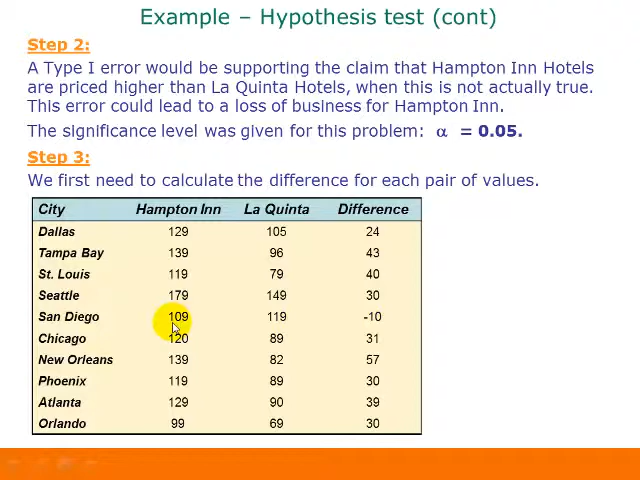 Example – Hypothesis test (cont)
Step 2:
A Type I error would be supporting the claim that Hampton Inn Hotels
are priced higher than La Quinta Hotels, when this is not actually true.
This error could lead to a loss of business for Hampton Inn.
The significance level was given for this problem: α = 0.05.
Step 3:
We first need to calculate the difference for each pair of values.
City Hampton Inn La Quinta Difference
Dallas 129 105 24
Tampa Bay 139 96 43
St. Louis 119 79 40
Seattle 179 149 30
San Diego 109 119 -10
Chicago 120 89 31
New Orleans 139 82 57
Phoenix 119 89 30
Atlanta 129 90 39
Orlando 99 69 30